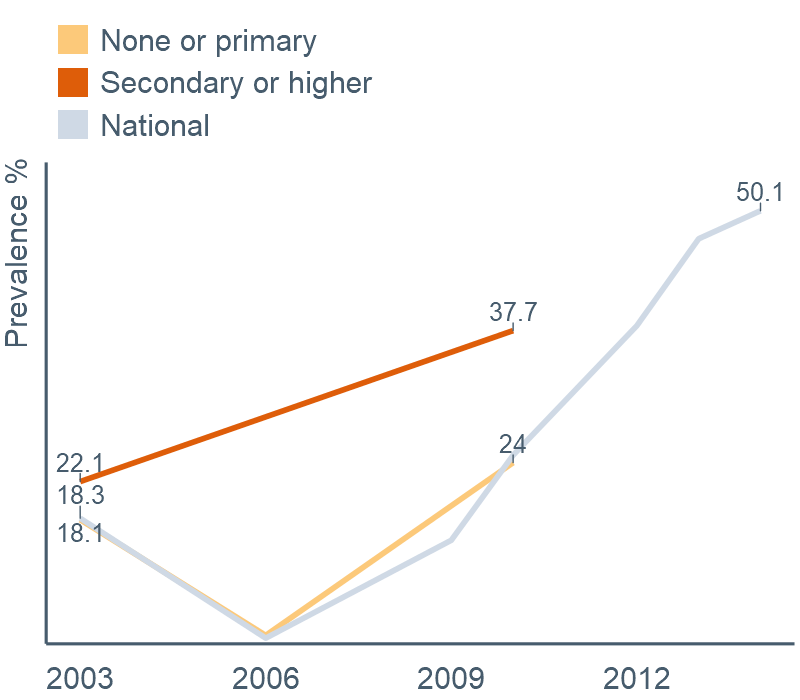 None or primary
Secondary or higher
National
Prevalence %
50.1
37.7
24
22.1
18.3
18.1
2003 2006 2009 2012